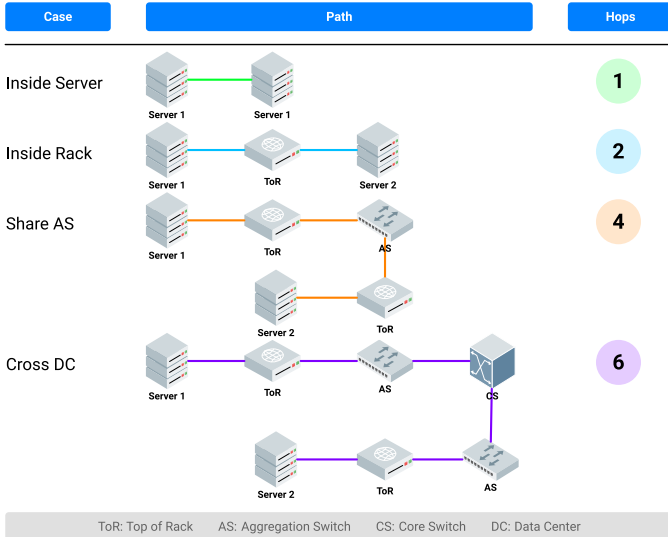 Case Path Hops
Inside Server 1
Server 1 Server 1
Inside Rack 2
Server 1 ToR Server 2
Share AS 4
Server 1 ToR AS
Server 2 ToR
Cross DC 6
Server 1 ToR AS CS
Server 2 ToR AS
ToR: Top of Rack AS: Aggregation Switch CS: Core Switch DC: Data Center